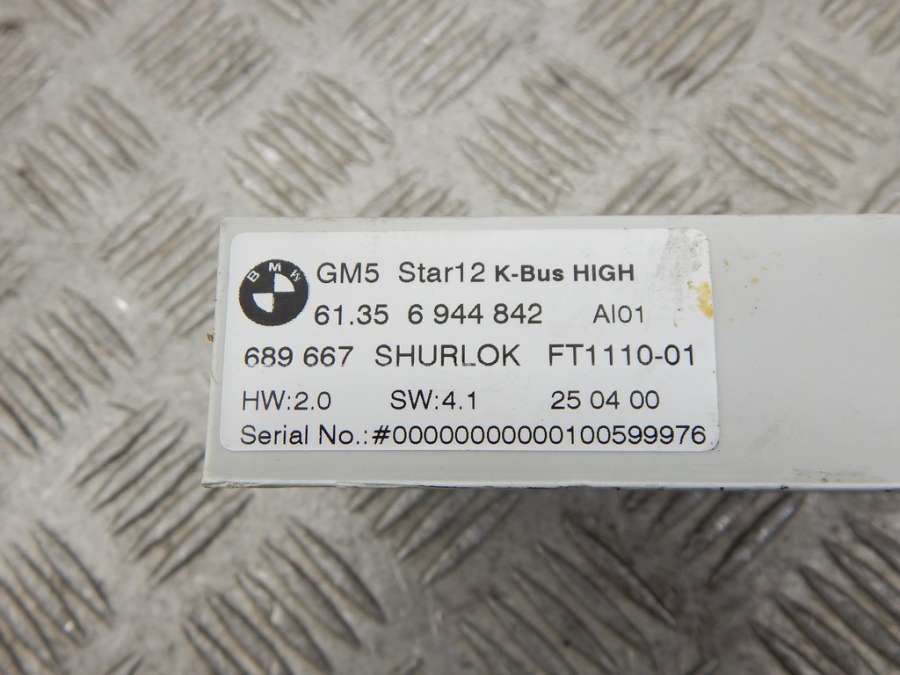 BMW GM5 Star12 K-Bus HIGH
61.35 6 944 842 AI01
689 667 SHURLOK FT1110-01
HW:2.0 SW:4.1 25 04 00
Serial No.:#00000000000100599976